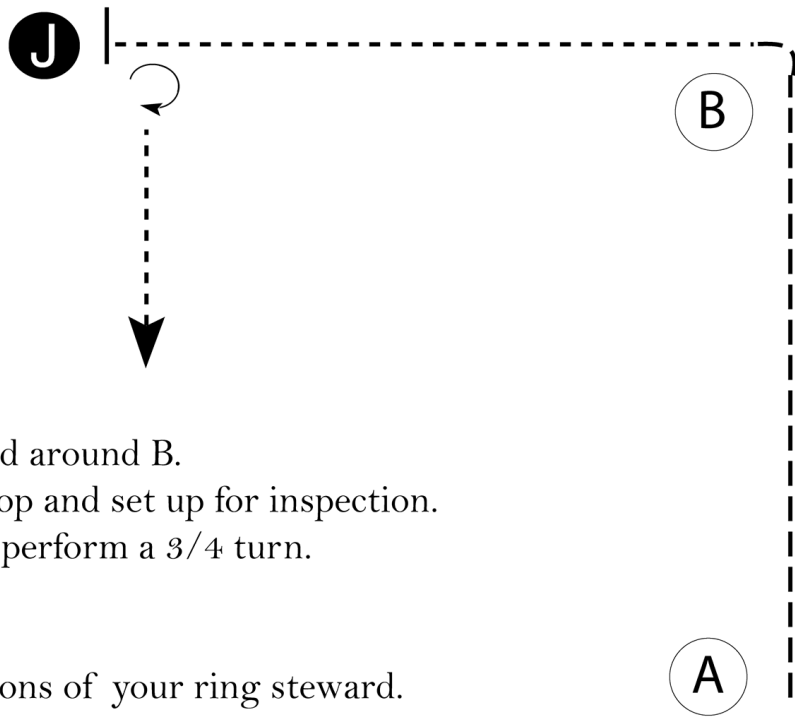 J
B
d around B.
op and set up for inspection.
perform a 3/4 turn.
A
ons of your ring steward.